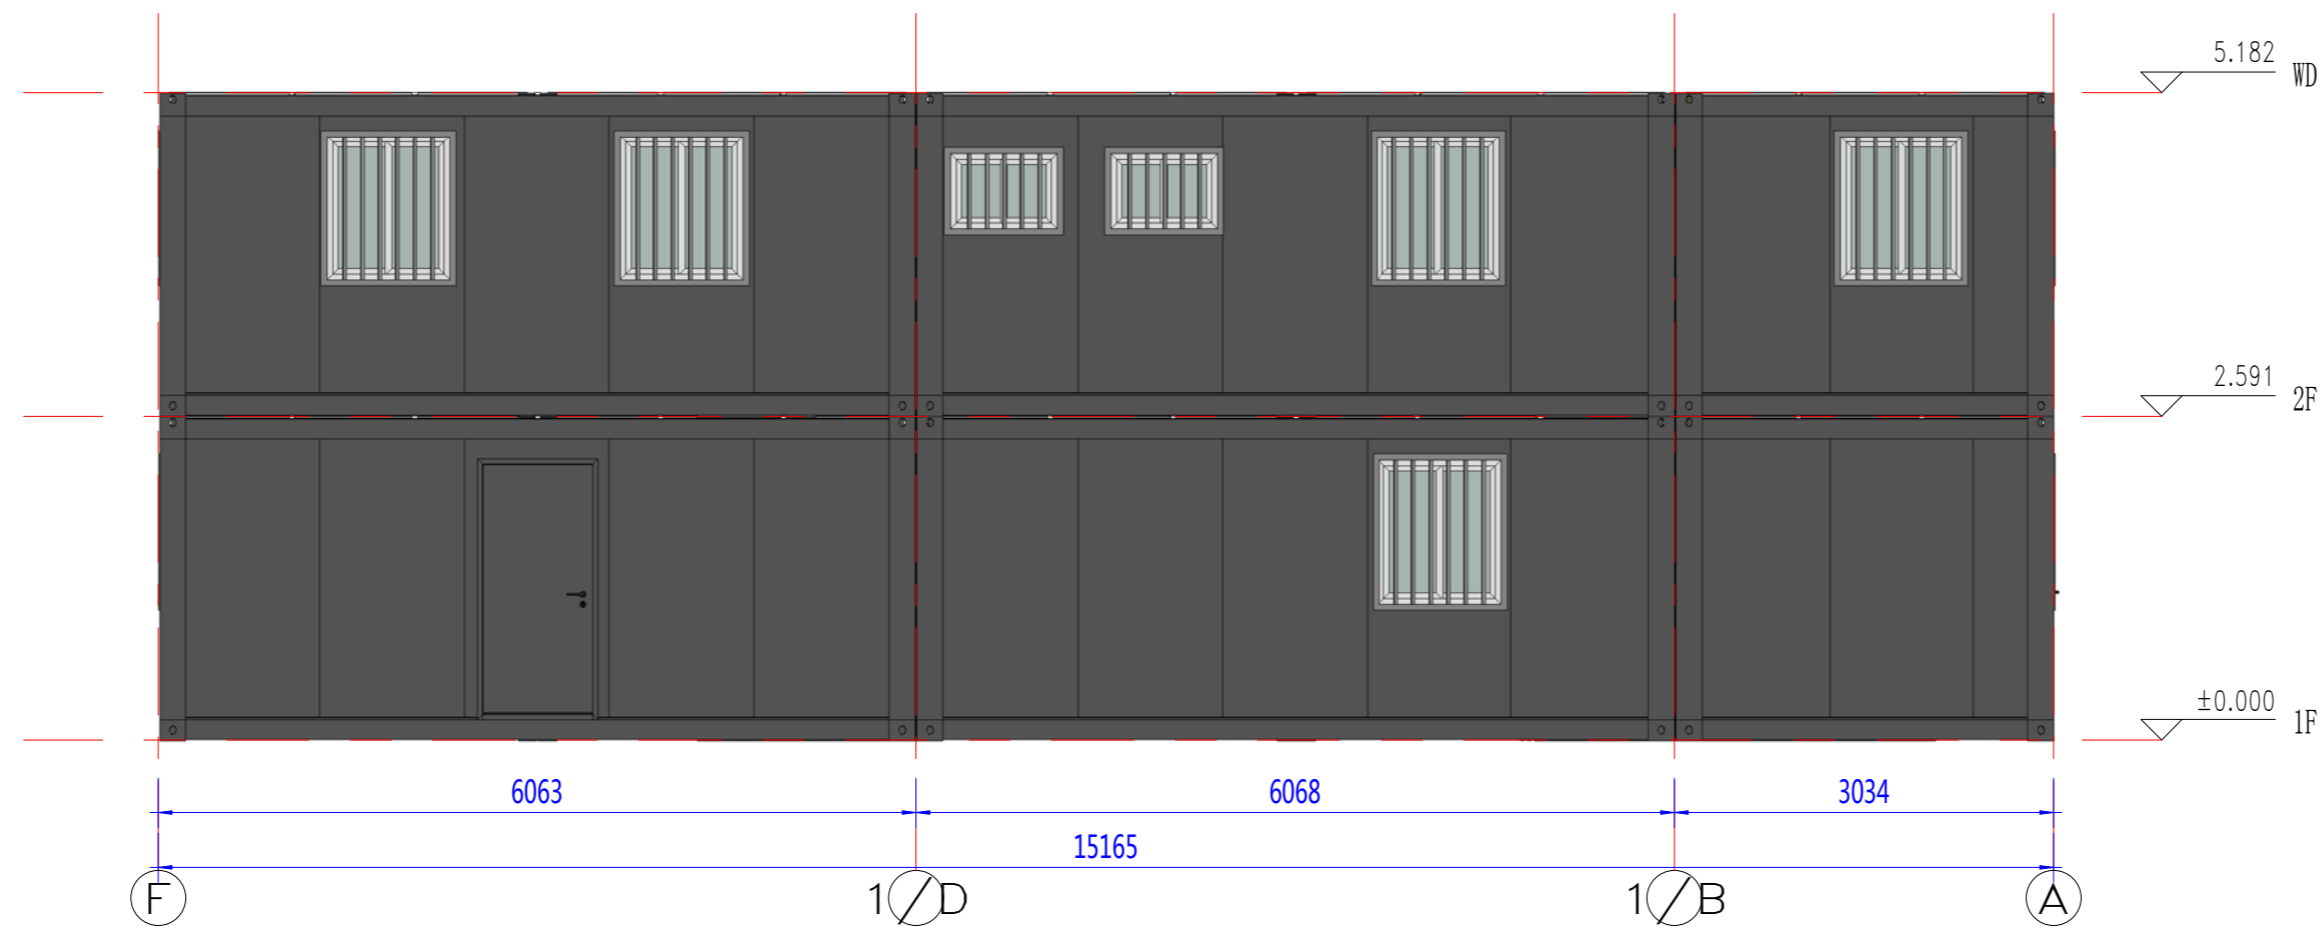 5.182
WD
2.591
2F
±0.000
1F
6063
6068
3034
15165
F
1/D
1/B
A